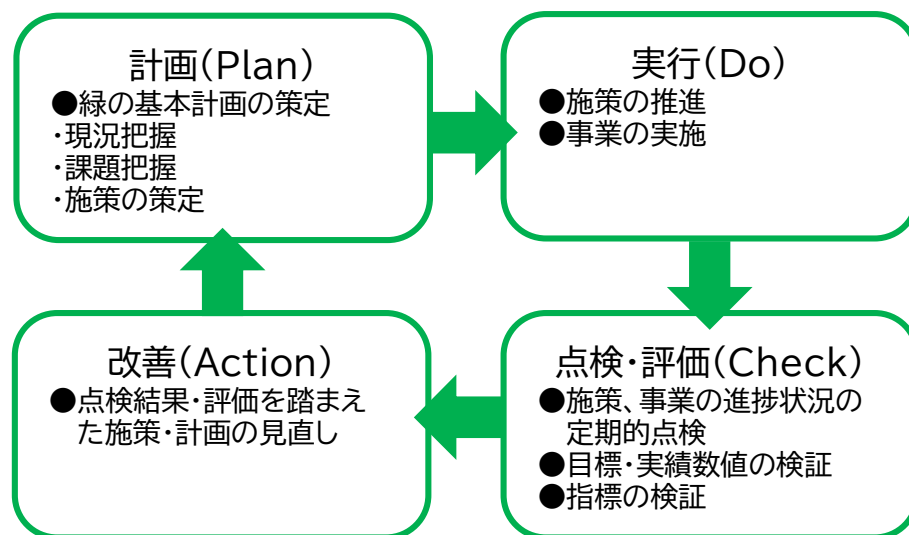 計画(Plan)
●緑の基本計画の策定
・現況把握
・課題把握
・施策の策定
実行(Do)
●施策の推進
●事業の実施
改善(Action)
●点検結果・評価を踏まえ
た施策・計画の見直し
点検・評価(Check)
●施策、事業の進捗状況の
定期的点検
●目標・実績数値の検証
●指標の検証